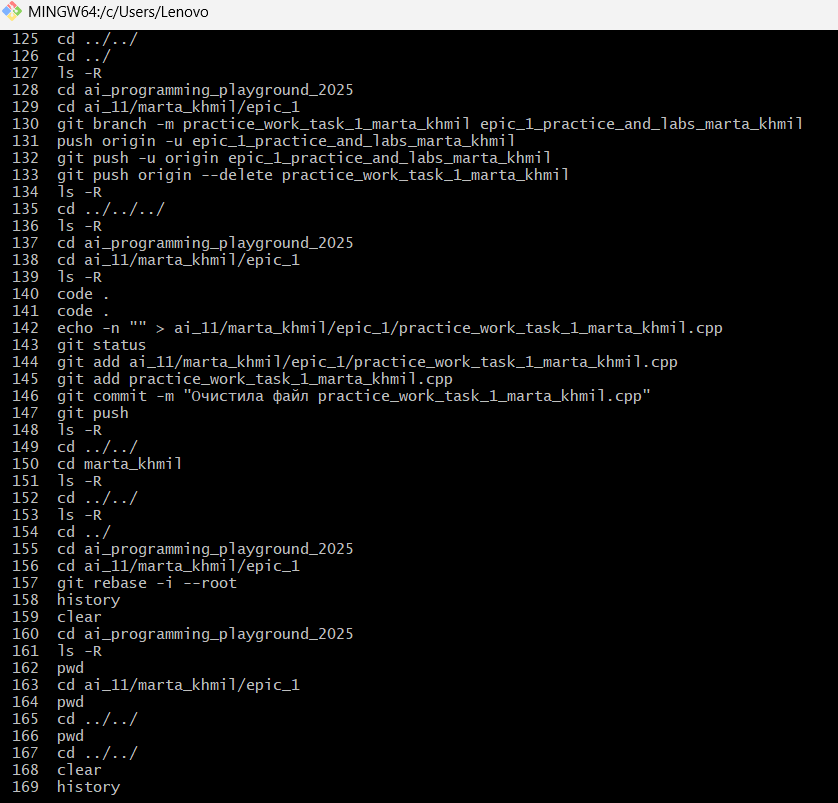 MINGW64:/c/Users/Lenovo
125 cd ../../
126 cd ../
127 ls -R
128 cd ai_programming_playground_2025
129 cd ai_11/marta_khmil/epic_1
130 git branch -m practice_work_task_1_marta_khmil epic_1_practice_and_labs_marta_khmil
131 push origin -u epic_1_practice_and_labs_marta_khmil
132 git push -u origin epic_1_practice_and_labs_marta_khmil
133 git push origin --delete practice_work_task_1_marta_khmil
134 ls -R
135 cd ../../../
136 ls -R
137 cd ai_programming_playground_2025
138 cd ai_11/marta_khmil/epic_1
139 ls -R
140 code .
141 code .
142 echo -n "" > ai_11/marta_khmil/epic_1/practice_work_task_1_marta_khmil.cpp
143 git status
144 git add ai_11/marta_khmil/epic_1/practice_work_task_1_marta_khmil.cpp
145 git add practice_work_task_1_marta_khmil.cpp
146 git commit -m "Очистила файл practice_work_task_1_marta_khmil.cpp"
147 git push
148 ls -R
149 cd ../../
150 cd marta_khmil
151 ls -R
152 cd ../../
153 ls -R
154 cd ../
155 cd ai_programming_playground_2025
156 cd ai_11/marta_khmil/epic_1
157 git rebase -i --root
158 history
159 clear
160 cd ai_programming_playground_2025
161 ls -R
162 pwd
163 cd ai_11/marta_khmil/epic_1
164 pwd
165 cd ../../
166 pwd
167 cd ../../
168 clear
169 history